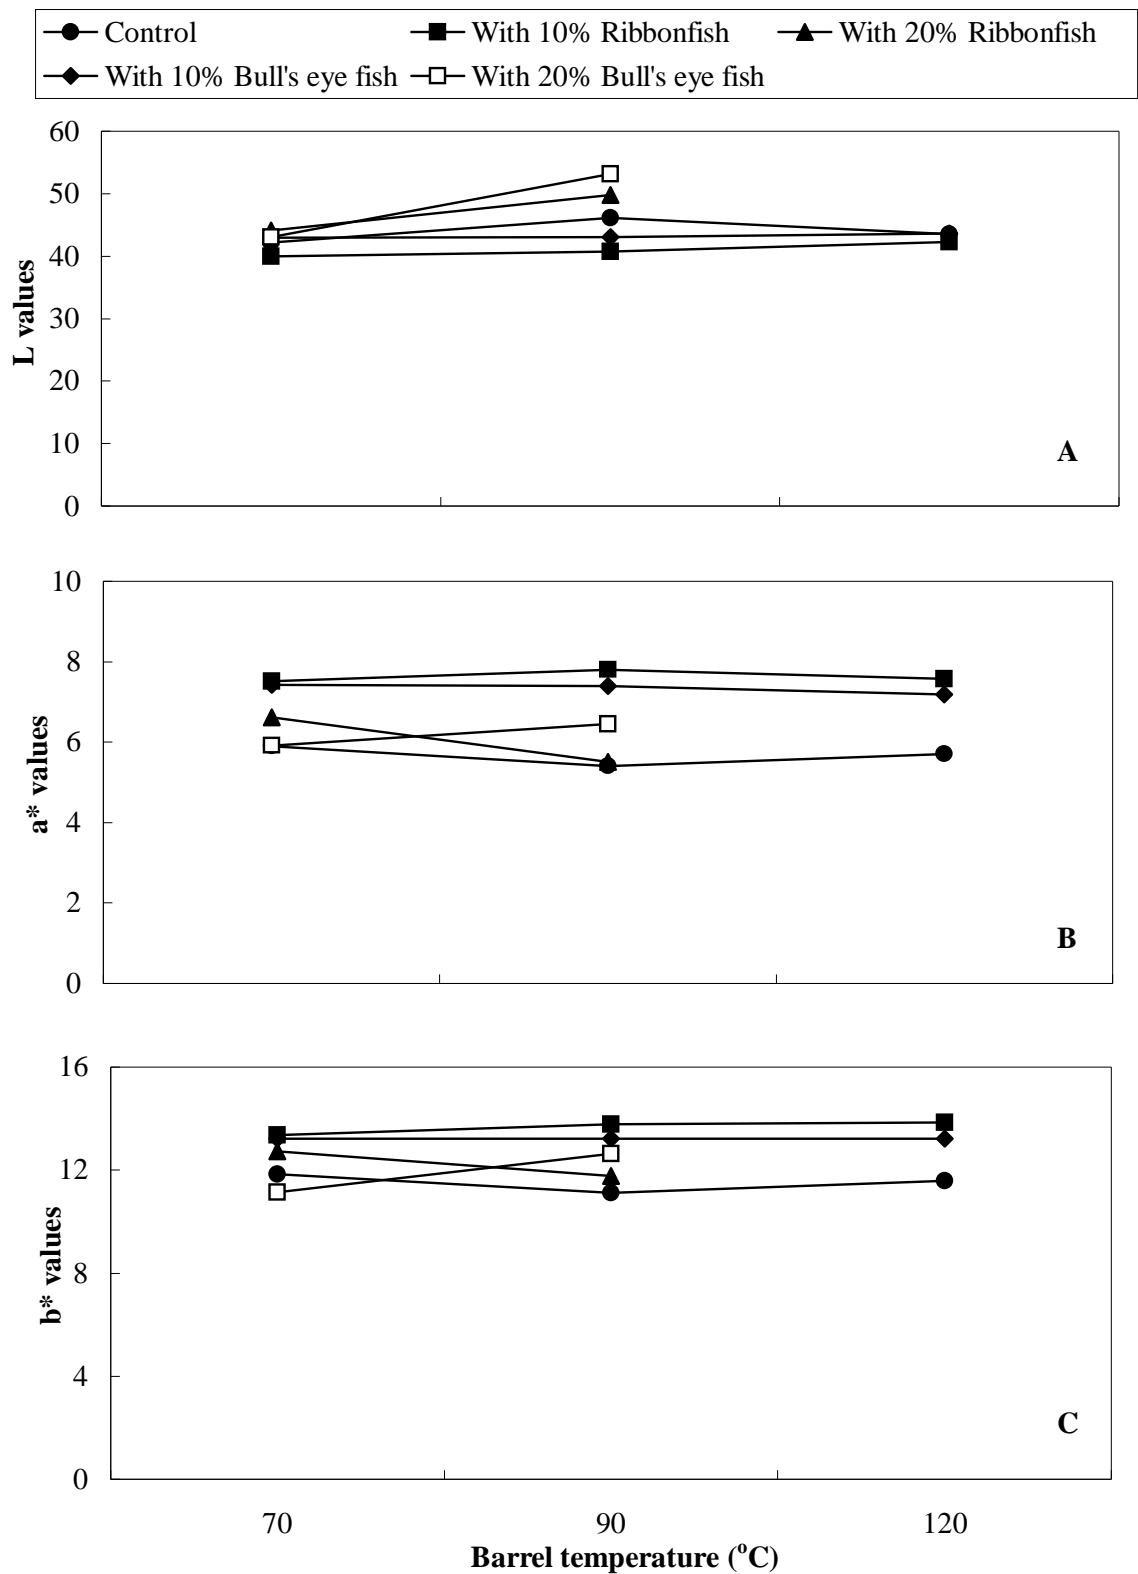 Control With 10% Ribbonfish With 20% Ribbonfish
With 10% Bull's eye fish With 20% Bull's eye fish
60
50
40
30
20
10
0
L values
A
10
8
6
4
2
0
a* values
B
16
12
8
4
0
b* values
C
70 90 120
Barrel temperature (°C)